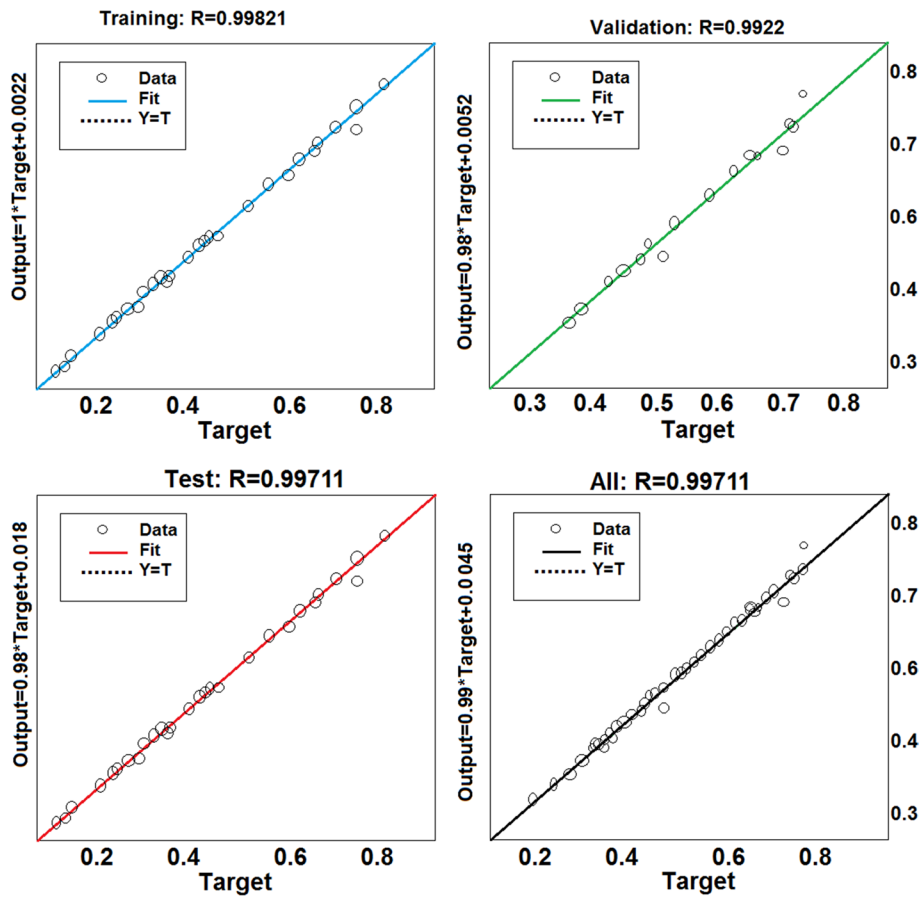 Training: R=0.99821
Output=1*Target+0.0022
Data
Fit
Y=T
0.2 0.4 0.6 0.8
Target
Validation: R=0.9922
Output=0.98*Target+0.0052
Data
Fit
Y=T
0.8
0.7
0.6
0.4
0.3
0.3 0.4 0.5 0.6 0.7 0.8
Target
Test: R=0.99711
Output=0.98*Target+0.018
Data
Fit
Y=T
0.2 0.4 0.6 0.8
Target
All: R=0.99711
Output=0.99*Target+0.0045
Data
Fit
Y=T
0.8
0.7
0.6
0.4
0.3
0.2 0.4 0.6 0.8
Target